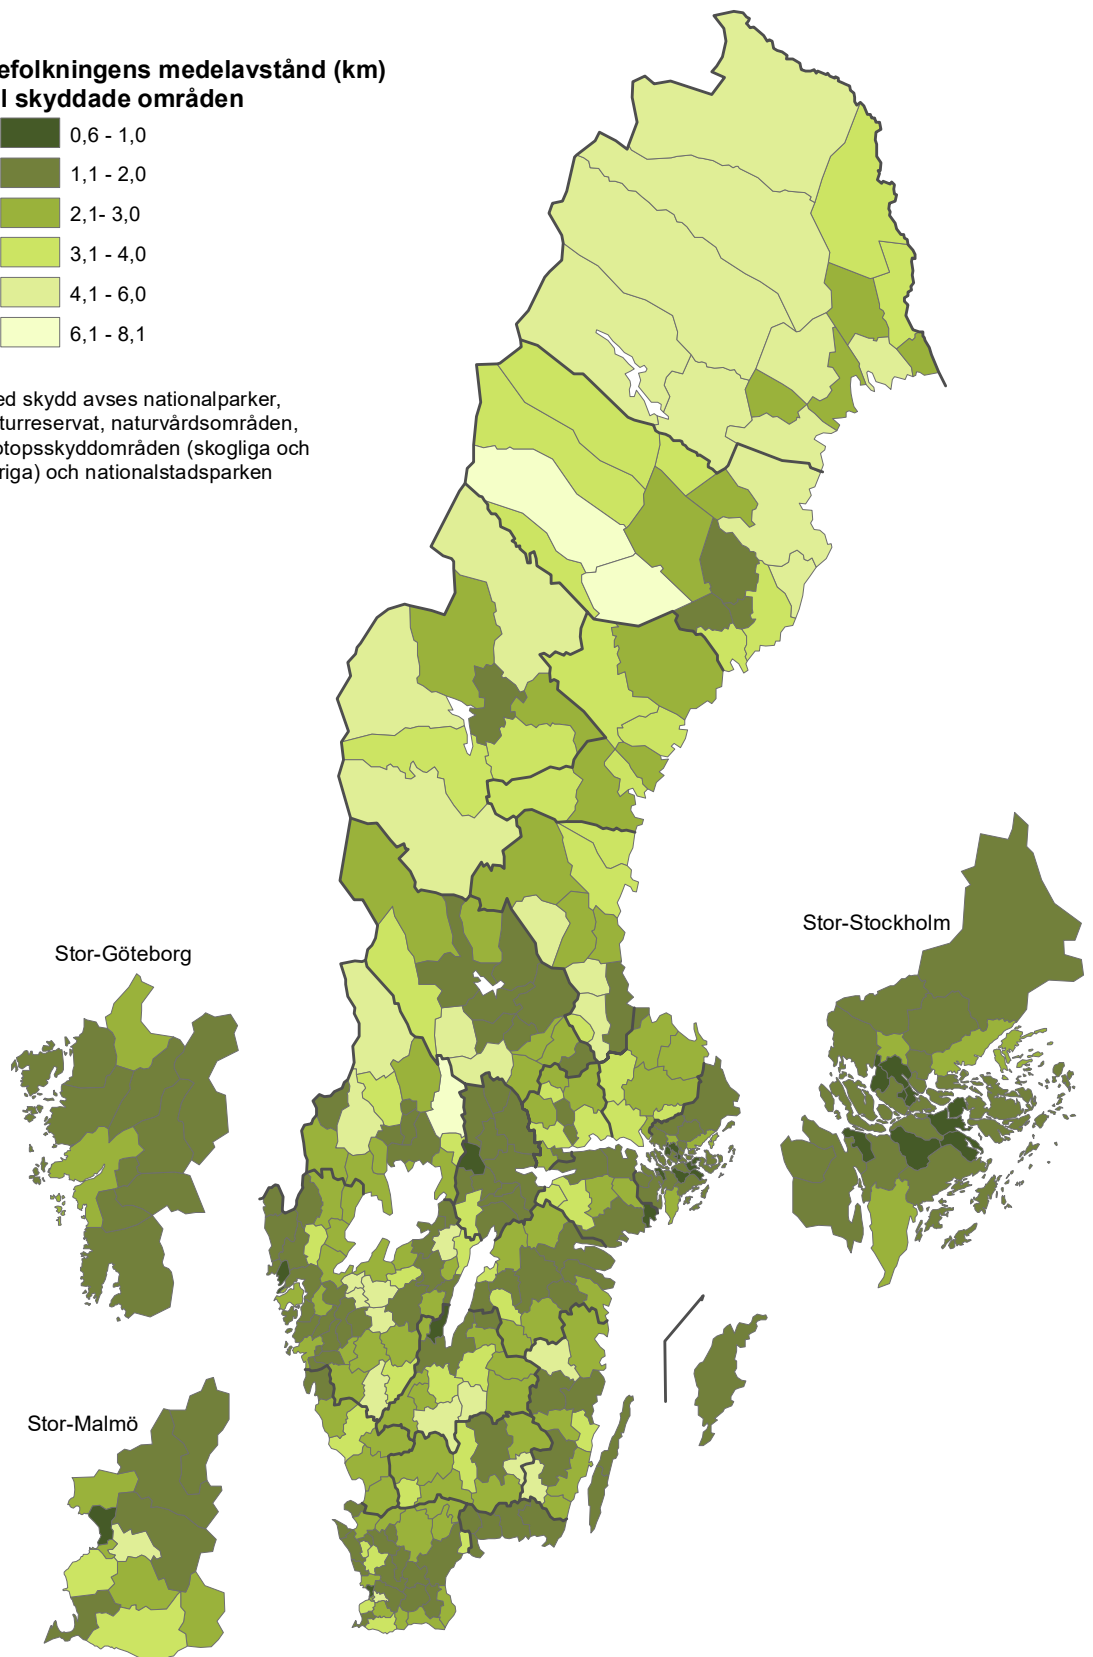 efolkningens medelavstånd (km)
l skyddade områden
0,6 - 1,0
1,1 - 2,0
2,1- 3,0
3,1 - 4,0
4,1 - 6,0
6,1 - 8,1
ed skydd avses nationalparker,
turreservat, naturvårdsområden,
otopsskyddområden (skogliga och
riga) och nationalstadsparken
Stor-Stockholm
Stor-Göteborg
Stor-Malmö